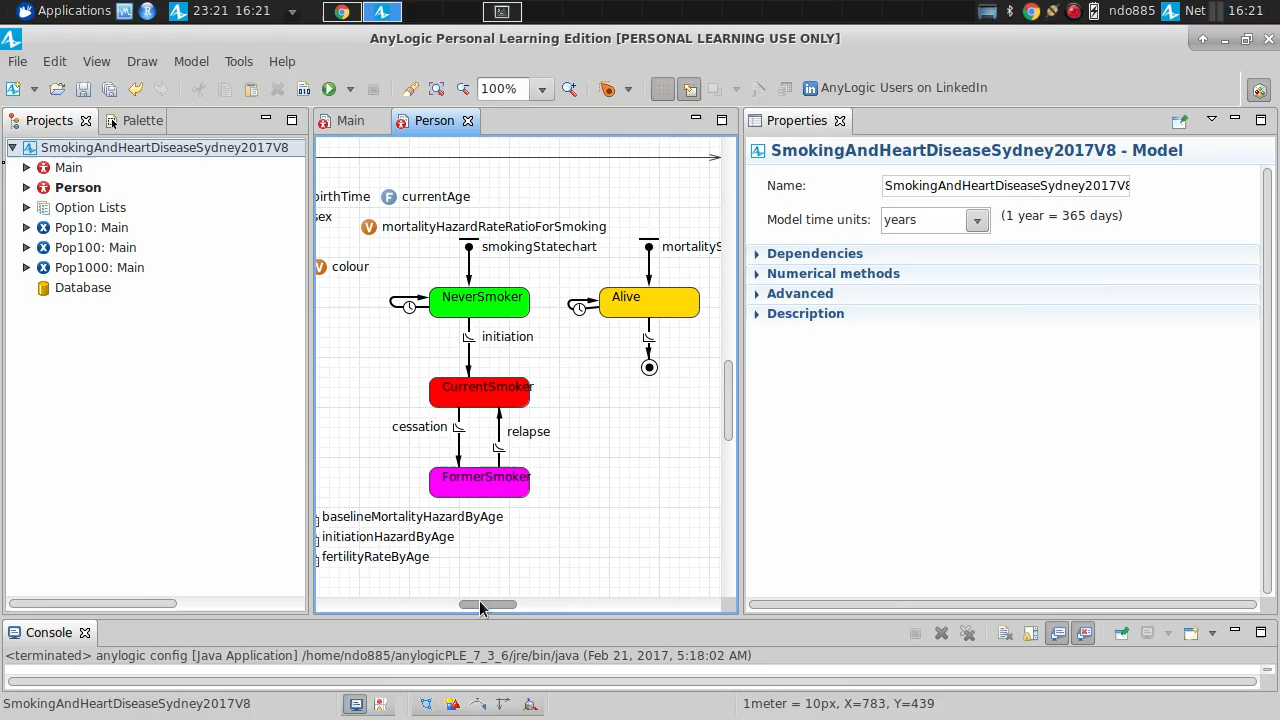 Applications 23:21 16:21 ndo885 Net 16:21
AnyLogic Personal Learning Edition [PERSONAL LEARNING USE ONLY]
File Edit View Draw Model Tools Help
100% AnyLogic Users on LinkedIn
Projects Palette
SmokingAndHeartDiseaseSydney2017V8
Main
Person
Option Lists
Pop10: Main
Pop100: Main
Pop1000: Main
Database
Main Person
birthTime currentAge
sex
mortalityHazardRateRatioForSmoking
smokingStatechart
colour
NeverSmoker
Alive
initiation
CurrentSmoker
cessation
relapse
FormerSmoker
baselineMortalityHazardByAge
initiationHazardByAge
fertilityRateByAge
Properties
SmokingAndHeartDiseaseSydney2017V8 - Model
Name: SmokingAndHeartDiseaseSydney2017V8
Model time units: years (1 year = 365 days)
Dependencies
Numerical methods
Advanced
Description
Console
<terminated> anylogic config [Java Application] /home/ndo885/anylogicPLE_7_3_6/jre/bin/java (Feb 21, 2017, 5:18:02 AM)
SmokingAndHeartDiseaseSydney2017V8
1meter = 10px, X=783, Y=439